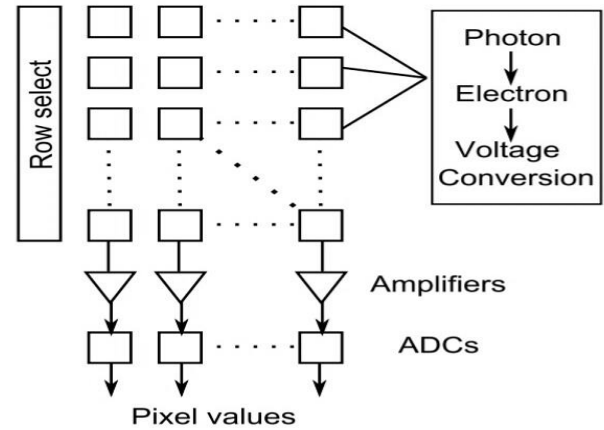 Row select
Photon
Electron
Voltage
Conversion
Amplifiers
ADCs
Pixel values